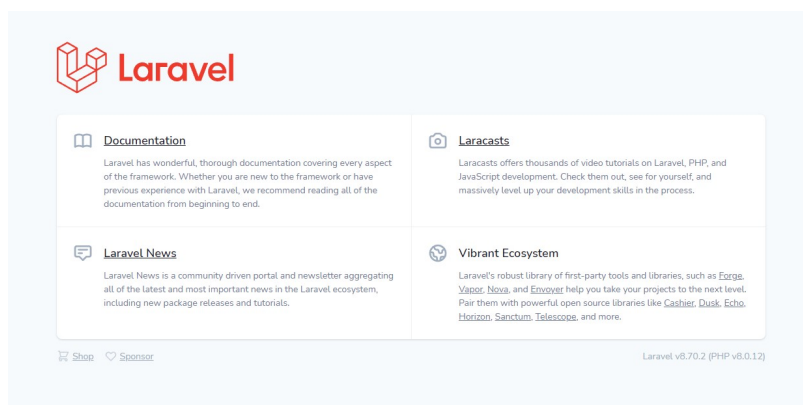 Laravel
Documentation
Laravel has wonderful, thorough documentation covering every aspect
of the framework. Whether you are new to the framework or have
previous experience with Laravel, we recommend reading all of the
documentation from beginning to end.
Laracasts
Laracasts offers thousands of video tutorials on Laravel, PHP, and
JavaScript development. Check them out, see for yourself, and
massively level up your development skills in the process.
Laravel News
Laravel News is a community driven portal and newsletter aggregating
all of the latest and most important news in the Laravel ecosystem,
including new package releases and tutorials.
Vibrant Ecosystem
Laravel's robust library of first-party tools and libraries, such as Forge,
Vapor, Nova, and Envoyer help you take your projects to the next level.
Pair them with powerful open source libraries like Cashier, Dusk, Echo,
Horizon, Sanctum, Telescope, and more.
Shop Sponsor
Laravel v8.70.2 (PHP v8.0.12)